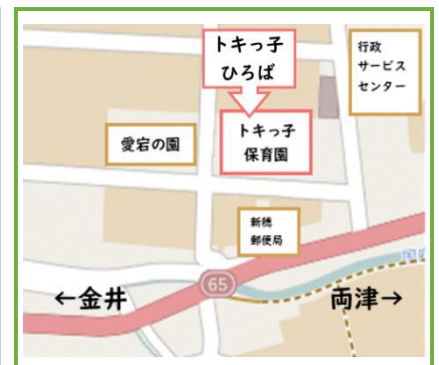 トキっ子
ひろば
行政
サービス
センター
トキっ子
保育園
愛宕の園
新穂
郵便局
65
←金井
両津→